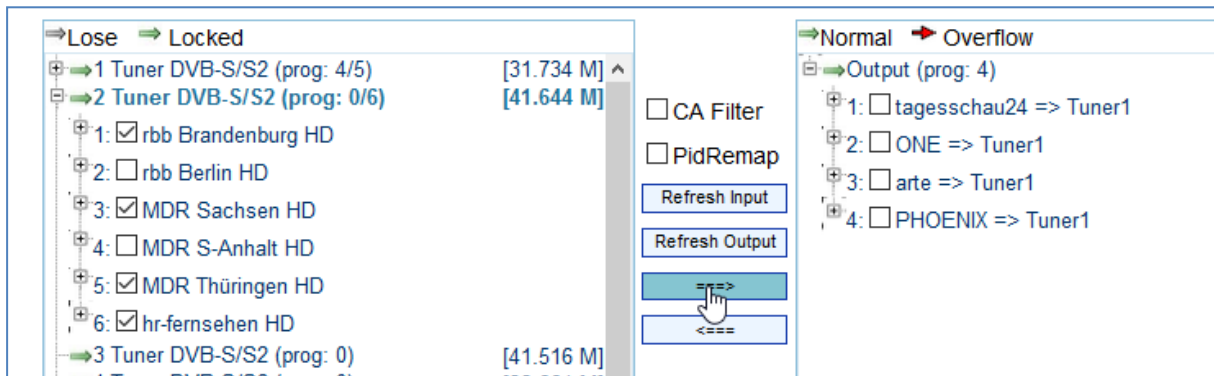 Lose Locked
1 Tuner DVB-S/S2 (prog: 4/5) [31.734 M]
2 Tuner DVB-S/S2 (prog: 0/6) [41.644 M]
1: rbb Brandenburg HD
2: rbb Berlin HD
3: MDR Sachsen HD
4: MDR S-Anhalt HD
5: MDR Thüringen HD
6: hr-fernsehen HD
3 Tuner DVB-S/S2 (prog: 0) [41.516 M]
CA Filter
PidRemap
Refresh Input
Refresh Output
===>
<===
Normal Overflow
Output (prog: 4)
1: tagesschau24 => Tuner1
2: ONE => Tuner1
3: arte => Tuner1
4: PHOENIX => Tuner1